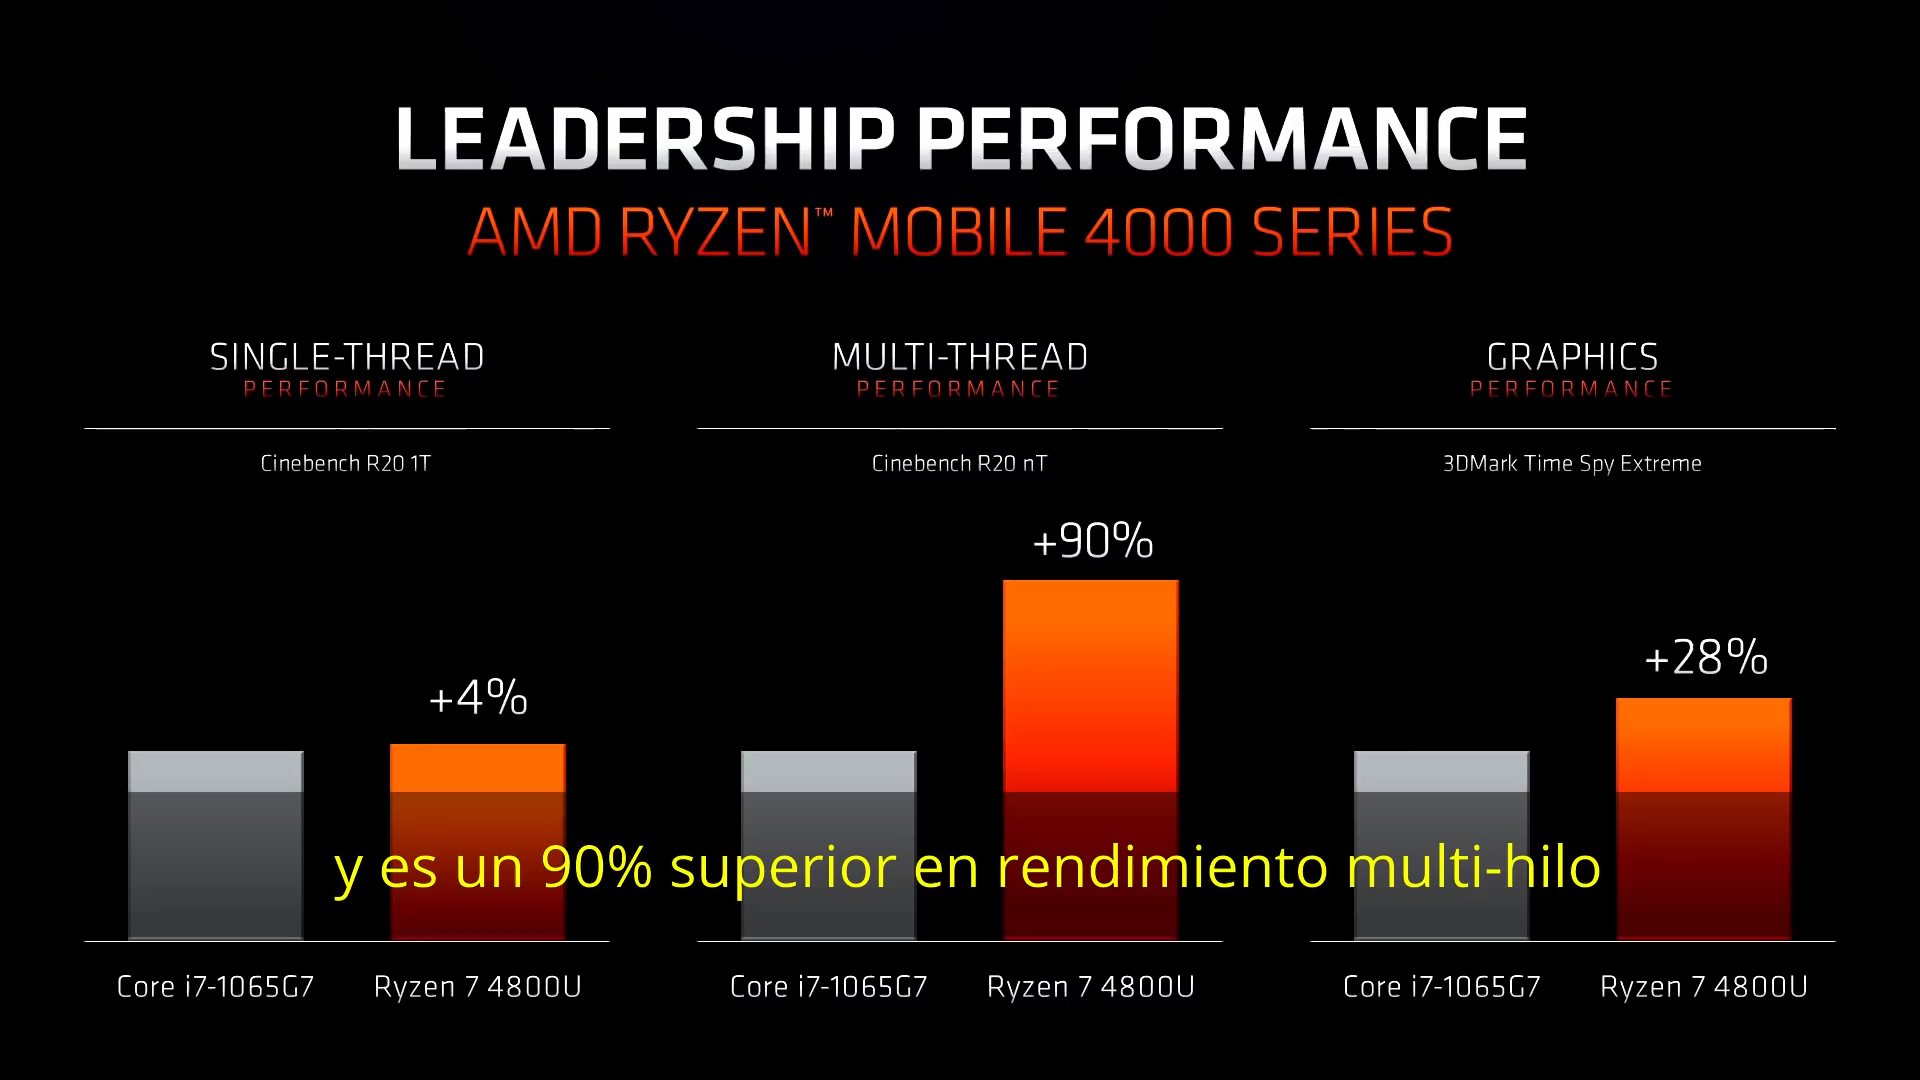 LEADERSHIP PERFORMANCE
AMD RYZEN™ MOBILE 4000 SERIES
SINGLE-THREAD
PERFORMANCE
Cinebench R20 1T
+4%
Core i7-1065G7 Ryzen 7 4800U
MULTI-THREAD
PERFORMANCE
Cinebench R20 nT
+90%
Core i7-1065G7 Ryzen 7 4800U
GRAPHICS
PERFORMANCE
3DMark Time Spy Extreme
+28%
Core i7-1065G7 Ryzen 7 4800U
y es un 90% superior en rendimiento multi-hilo